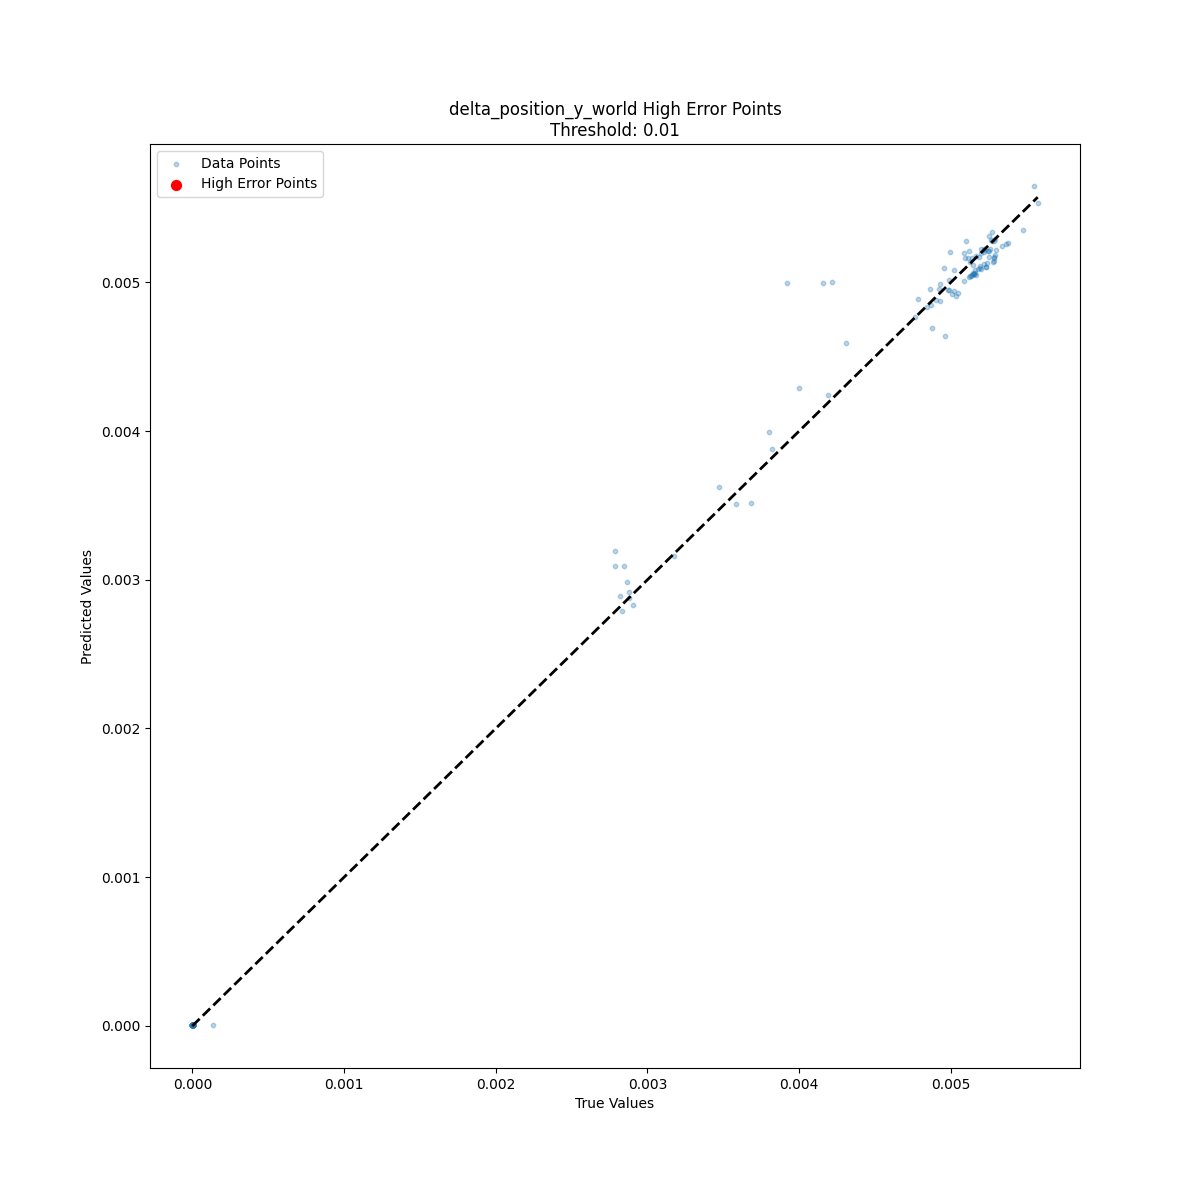 delta_position_y_world High Error Points
Threshold: 0.01
Data Points
High Error Points
0.005
0.004
0.003
0.002
0.001
0.000
Predicted Values
0.000 0.001 0.002 0.003 0.004 0.005
True Values